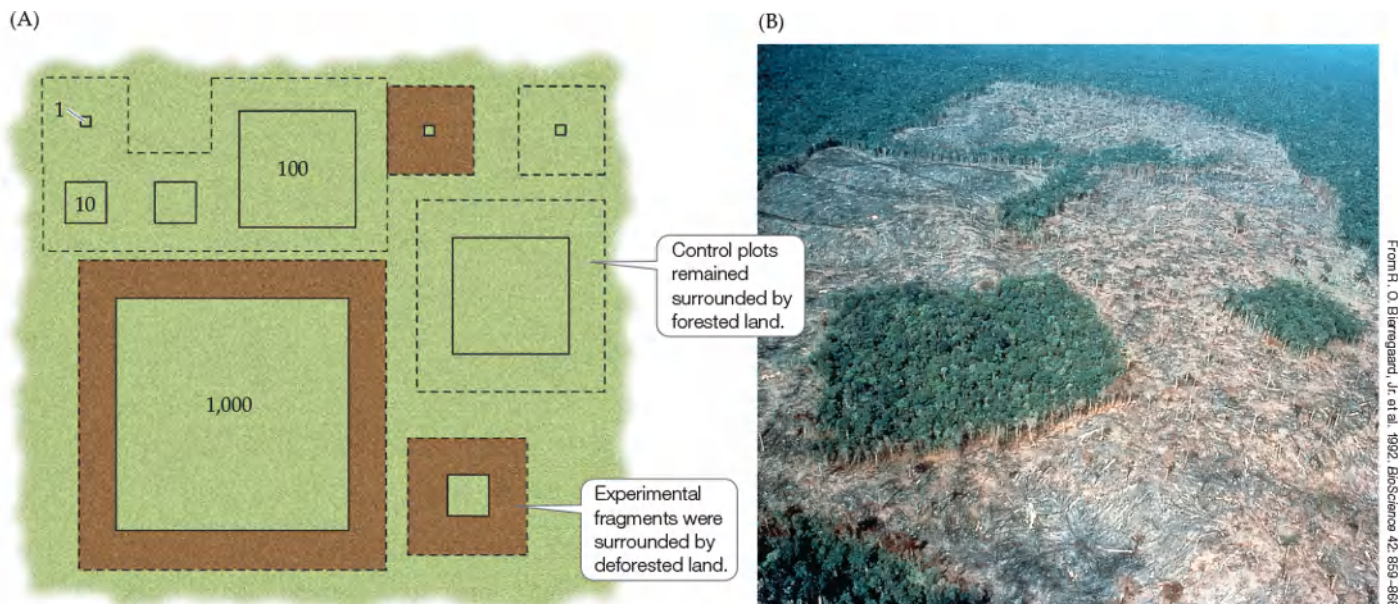 (A)
1
10
100
1,000
Control plots
remained
surrounded by
forested land.
Experimental
fragments were
surrounded by
deforested land.
(B)
From R. O. Bierregaard, Jr. et al. 1992. BioScience 42: 859–866